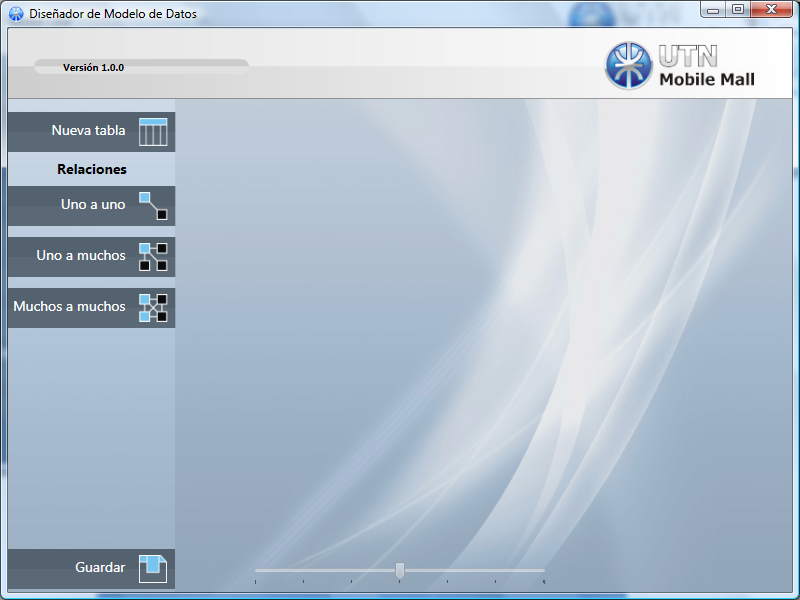 Diseñador de Modelo de Datos
Versión 1.0.0
UTN
Mobile Mall
Nueva tabla
Relaciones
Uno a uno
Uno a muchos
Muchos a muchos
Guardar